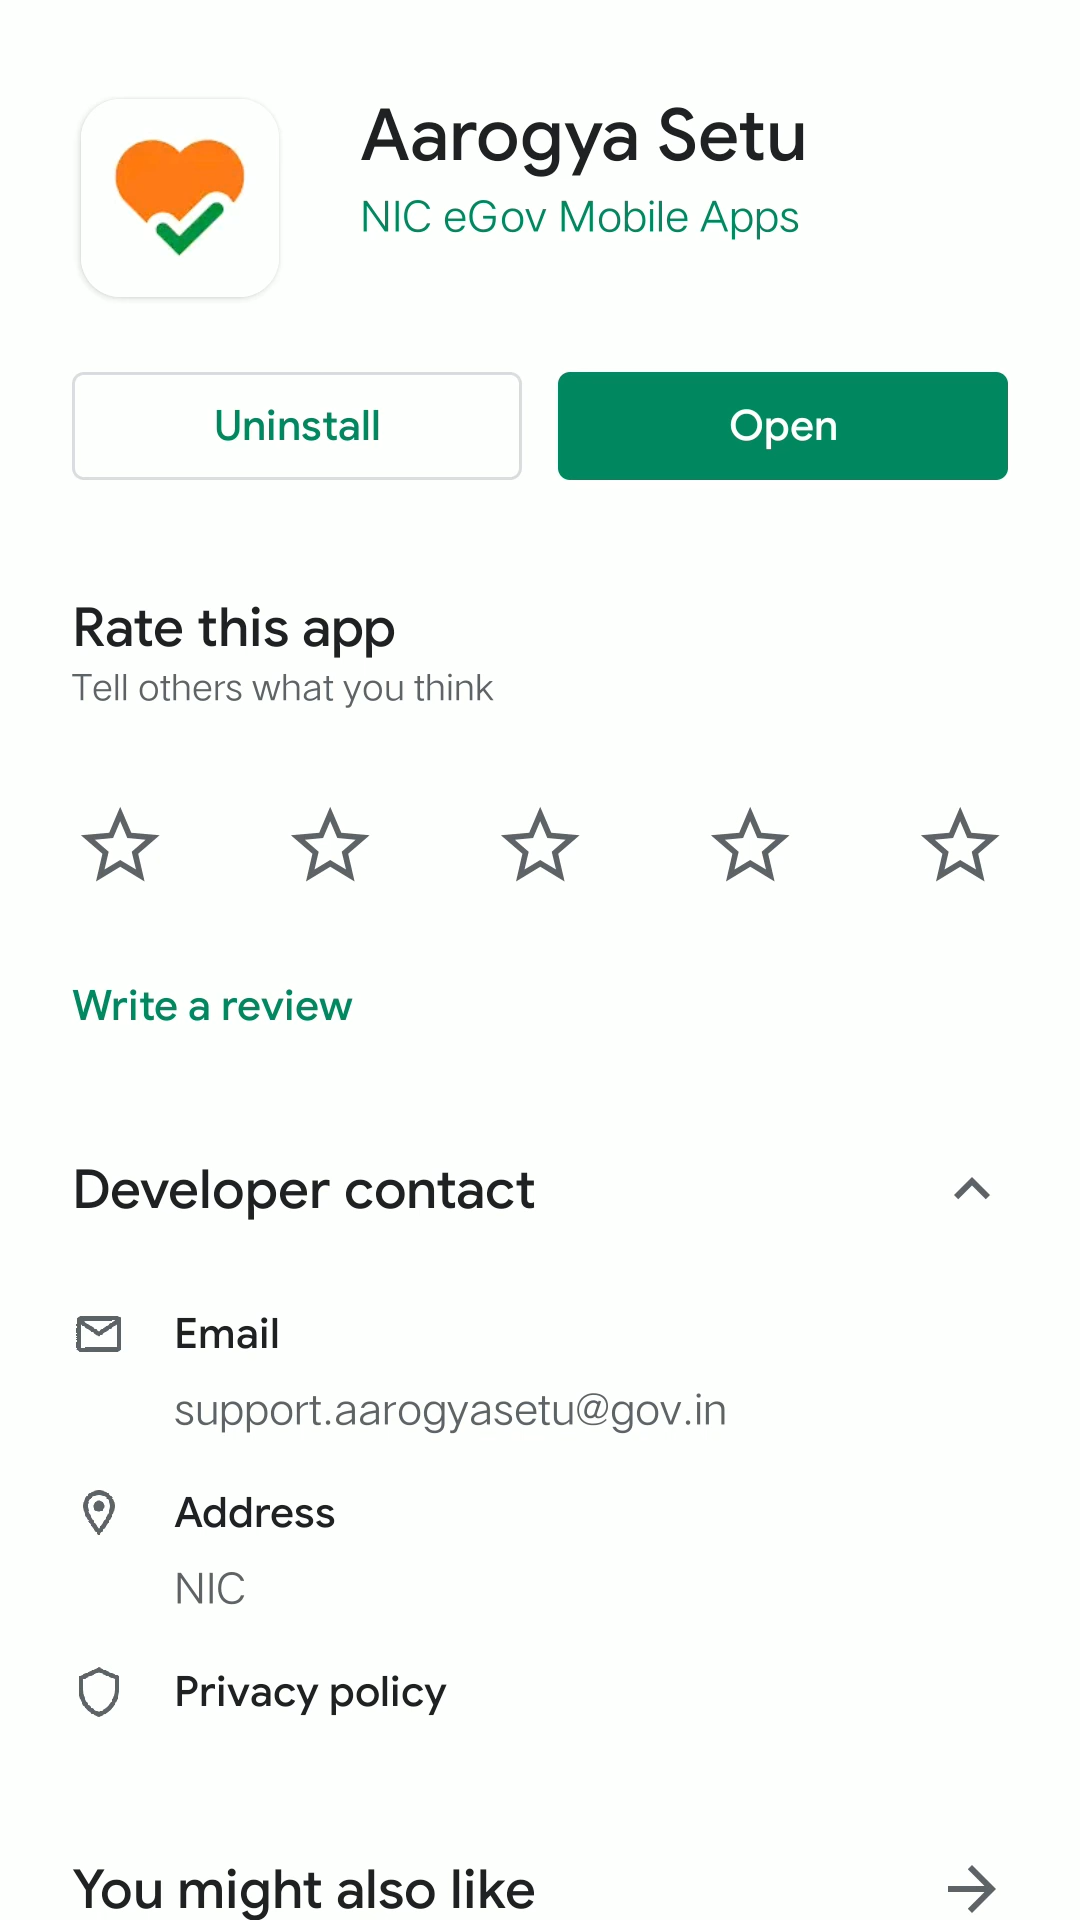 Aarogya Setu
NIC eGov Mobile Apps
Uninstall
Open
Rate this app
Tell others what you think
Write a review
Developer contact
Email
support.aarogyasetu@gov.in
Address
NIC
Privacy policy
You might also like